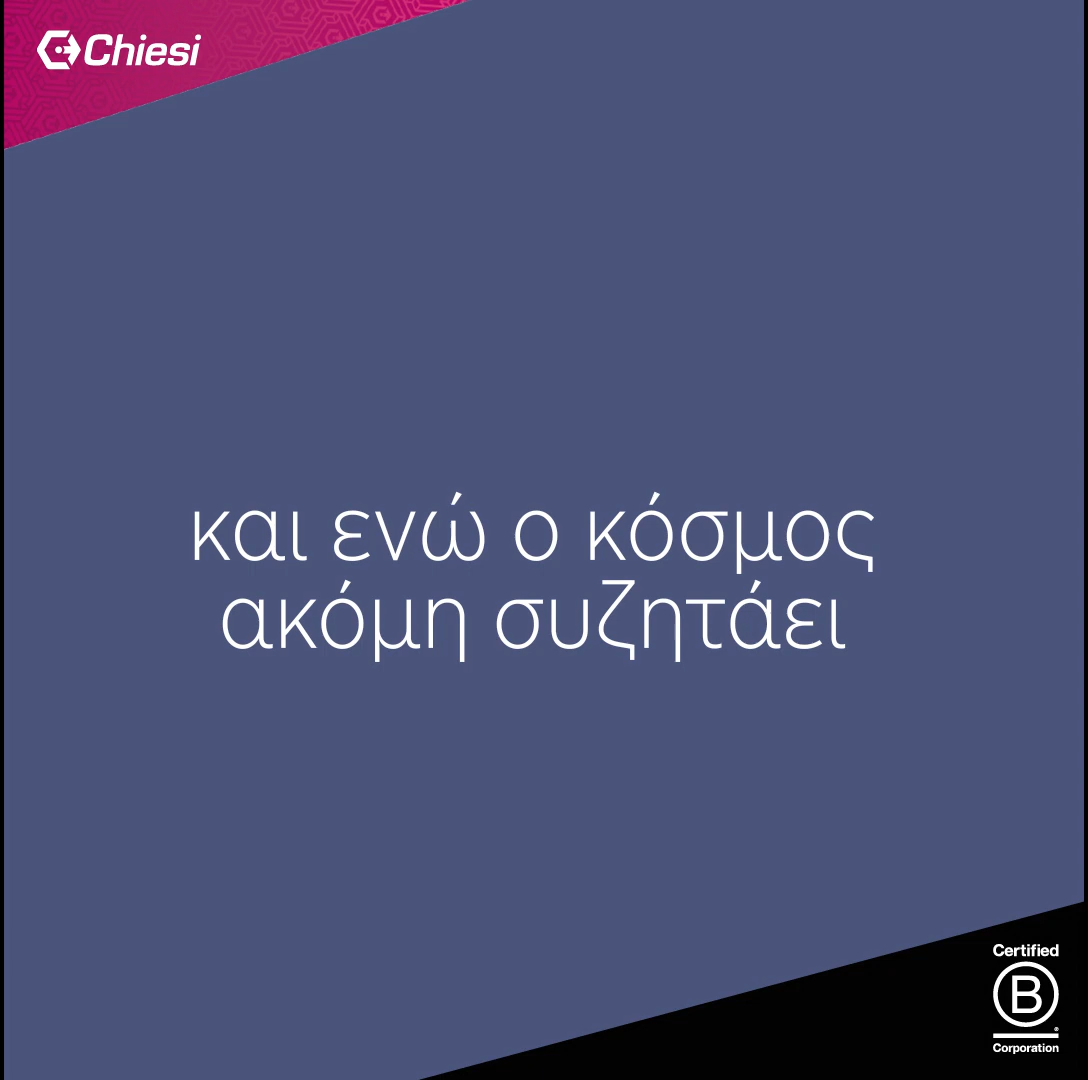 Chiesi
και ενώ ο κόσμος
ακόμη συζητάει
Certified
B
®
Corporation